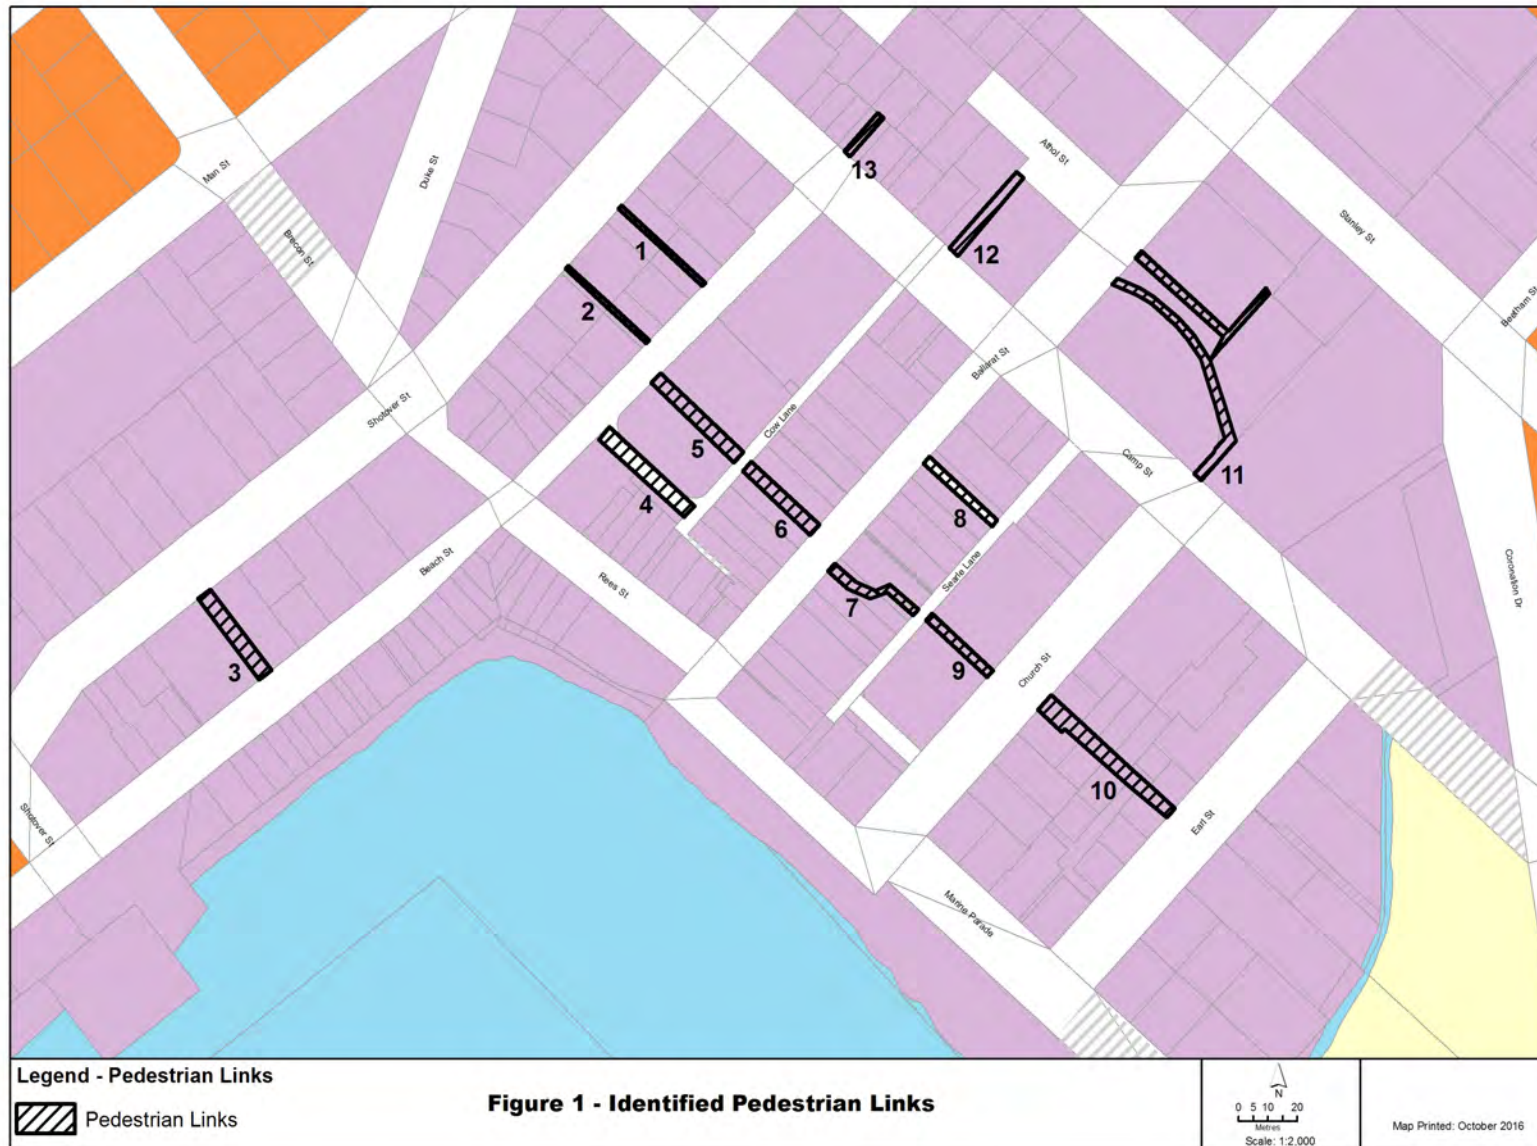 13
Athol St
Man St
Duke St
12
Stanley St
Brecon St
1
2
Beetham St
Ballarat St
Shotover St
Cow Lane
5
Camp St
11
4
6
8
Beach St
Rees St
Searle Lane
Coronation Dr
7
3
9
Church St
10
Shotover St
Earl St
Marine Parade
Legend - Pedestrian Links
Pedestrian Links
Figure 1 - Identified Pedestrian Links
N
0 5 10 20
Metres
Scale: 1:2,000
Map Printed: October 2016